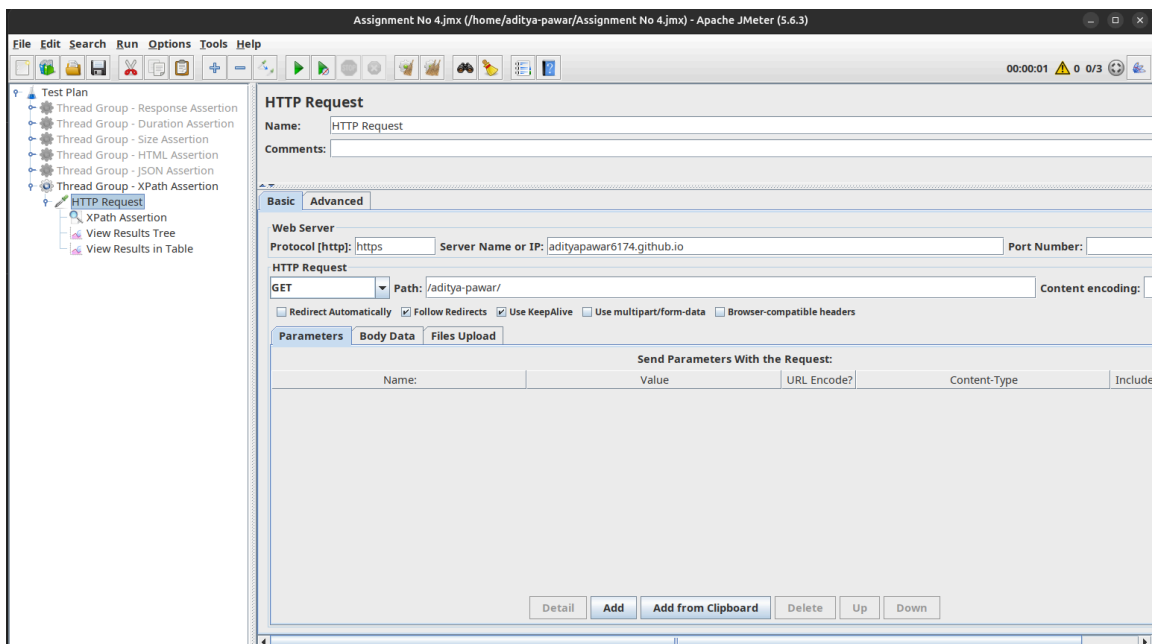 Assignment No 4.jmx (/home/aditya-pawar/Assignment No 4.jmx) - Apache JMeter (5.6.3)
File Edit Search Run Options Tools Help
00:00:01 0 0/3
Test Plan
Thread Group - Response Assertion
Thread Group - Duration Assertion
Thread Group - Size Assertion
Thread Group - HTML Assertion
Thread Group - JSON Assertion
Thread Group - XPath Assertion
HTTP Request
XPath Assertion
View Results Tree
View Results in Table
HTTP Request
Name: HTTP Request
Comments:
Basic Advanced
Web Server
Protocol [http]: https Server Name or IP: adityapawar6174.github.io Port Number:
HTTP Request
GET Path: /aditya-pawar/ Content encoding:
Redirect Automatically Follow Redirects Use KeepAlive Use multipart/form-data Browser-compatible headers
Parameters Body Data Files Upload
Send Parameters With the Request:
Name: Value URL Encode? Content-Type Include
Detail Add Add from Clipboard Delete Up Down